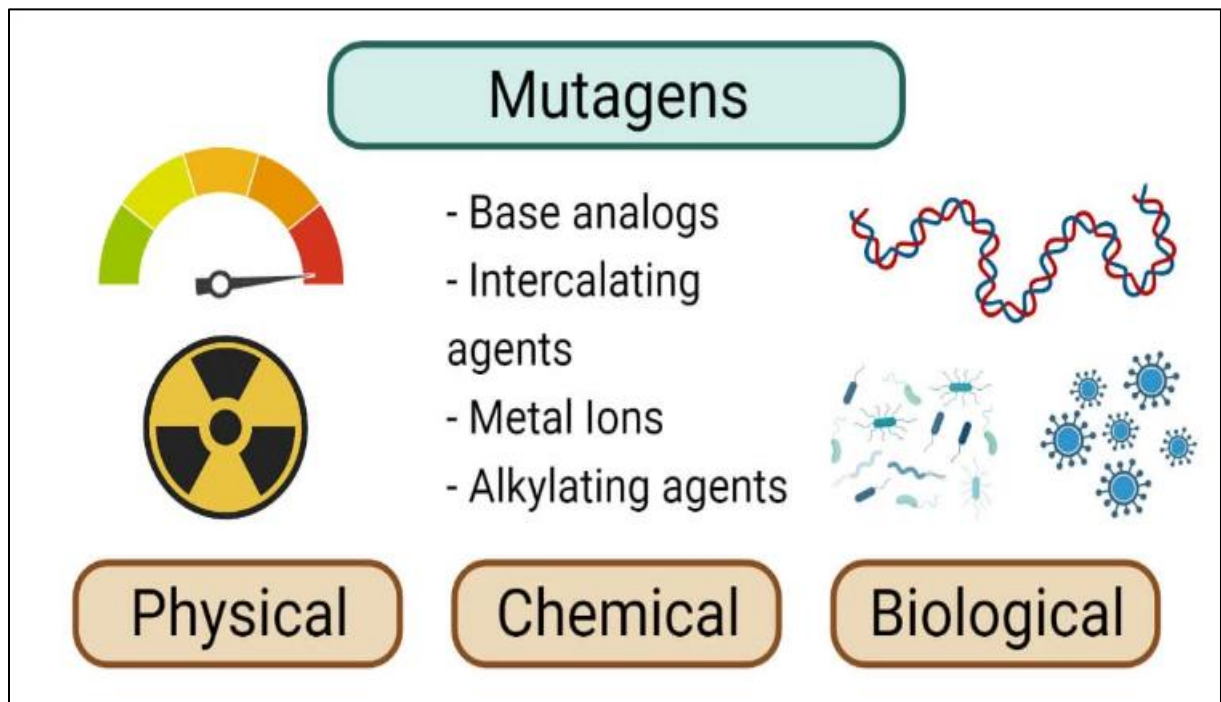 Mutagens
- Base analogs
- Intercalating
agents
- Metal Ions
- Alkylating agents
Physical
Chemical
Biological